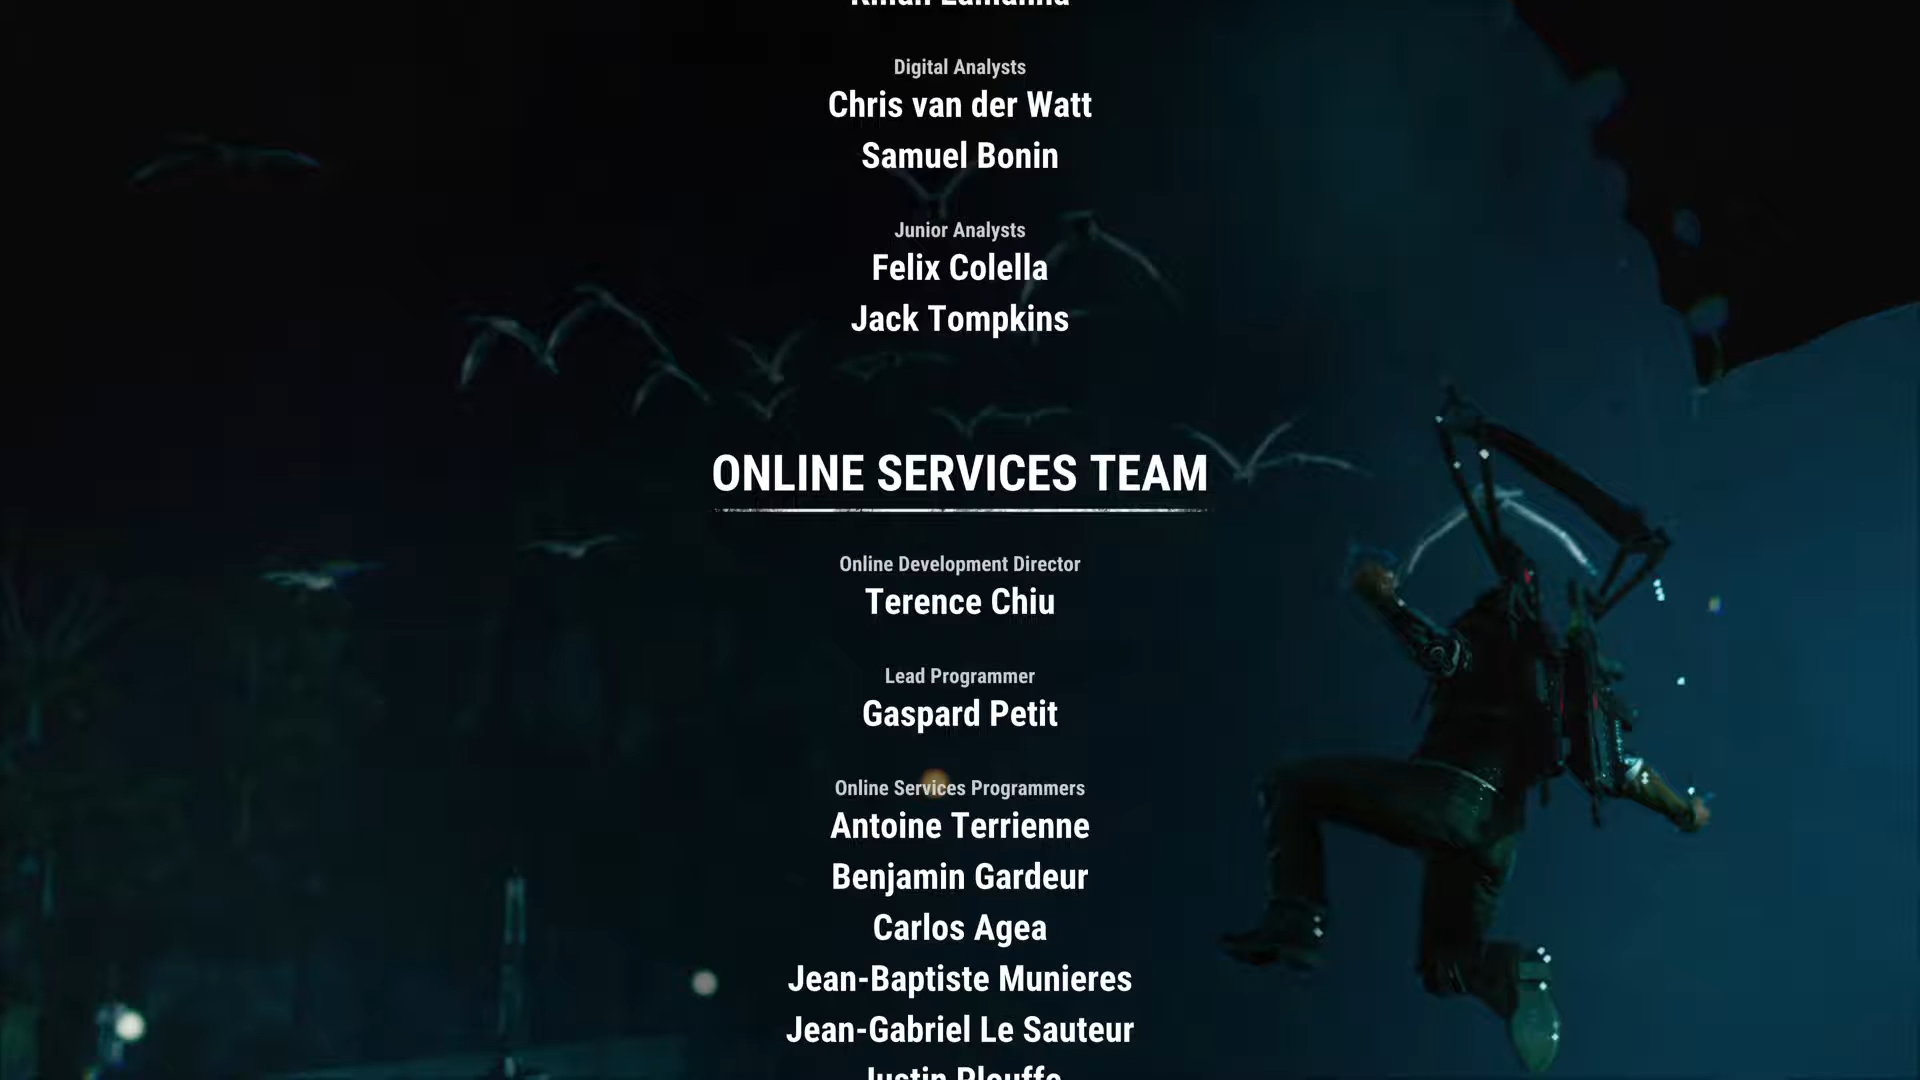 Digital Analysts
Chris van der Watt
Samuel Bonin
Junior Analysts
Felix Colella
Jack Tompkins
ONLINE SERVICES TEAM
Online Development Director
Terence Chiu
Lead Programmer
Gaspard Petit
Online Services Programmers
Antoine Terrienne
Benjamin Gardeur
Carlos Agea
Jean-Baptiste Munieres
Jean-Gabriel Le Sauteur
Justin Plouffe